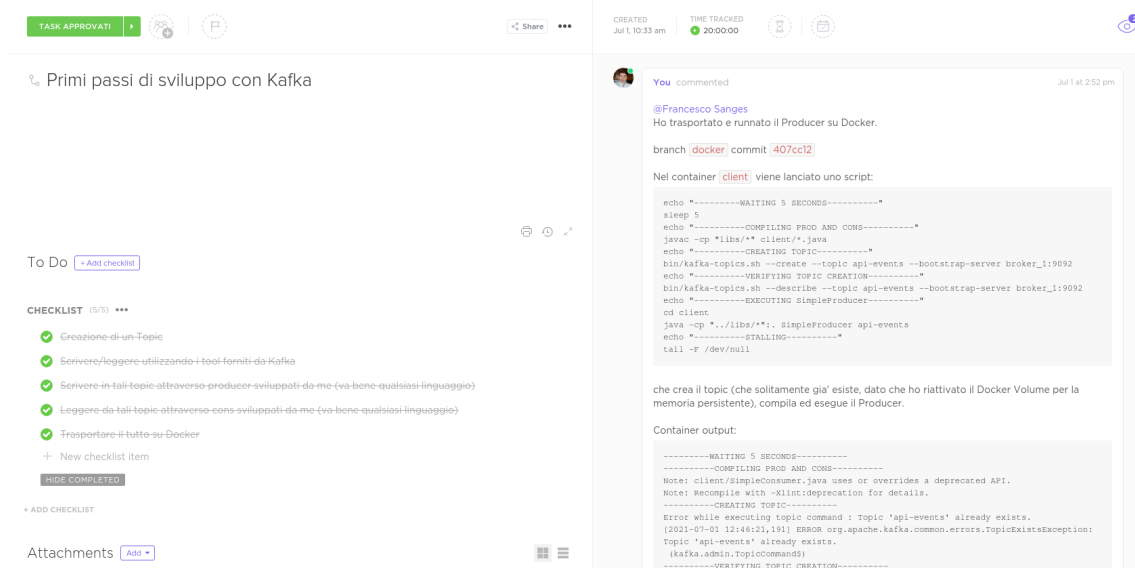 TASK APPROVATI
Share
Primi passi di sviluppo con Kafka
To Do + Add checklist
CHECKLIST (5/5)
Creazione di un Topic
Scrivere/leggere utilizzando i tool forniti da Kafka
Scrivere in tali topic attraverso producer sviluppati da me (va bene qualsiasi linguaggio)
Leggere da tali topic attraverso cons sviluppati da me (va bene qualsiasi linguaggio)
Trasportare il tutto su Docker
New checklist item
HIDE COMPLETED
+ ADD CHECKLIST
Attachments Add
CREATED
Jul 1, 10:33 am
TIME TRACKED
20:00:00
You commented Jul 1 at 2:52 pm
@Francesco Sanges
Ho trasportato e runnato il Producer su Docker.
branch docker commit 407cc12
Nel container client viene lanciato uno script:
echo "---------WAITING 5 SECONDS----------"
sleep 5
echo "----------COMPILING PROD AND CONS----------"
javac -cp "libs/*" client/*.java
echo "----------CREATING TOPIC----------"
bin/kafka-topics.sh --create --topic api-events --bootstrap-server broker_1:9092
echo "----------VERIFYING TOPIC CREATION----------"
bin/kafka-topics.sh --describe --topic api-events --bootstrap-server broker_1:9092
echo "----------EXECUTING SimpleProducer----------"
cd client
java -cp "../libs/*":. SimpleProducer api-events
echo "----------STALLING----------"
tail -F /dev/null
che crea il topic (che solitamente gia' esiste, dato che ho riattivato il Docker Volume per la
memoria persistente), compila ed esegue il Producer.
Container output:
---------WAITING 5 SECONDS----------
----------COMPILING PROD AND CONS----------
Note: client/SimpleConsumer.java uses or overrides a deprecated API.
Note: Recompile with -Xlint:deprecation for details.
----------CREATING TOPIC----------
Error while executing topic command : Topic 'api-events' already exists.
[2021-07-01 12:46:21,191] ERROR org.apache.kafka.common.errors.TopicExistsException:
Topic 'api-events' already exists.
(kafka.admin.TopicCommand$)
----------VERIFYING TOPIC CREATION----------